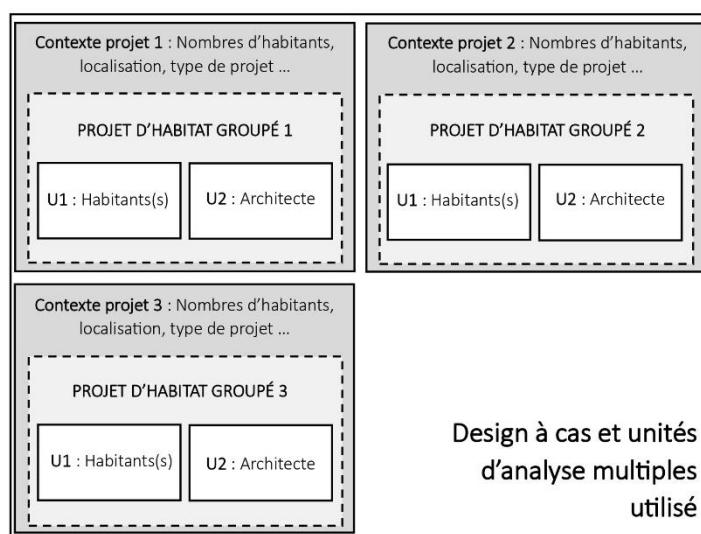 Contexte projet 1 : Nombres d'habitants,
localisation, type de projet ...
PROJET D'HABITAT GROUPÉ 1
U1 : Habitants(s)
U2 : Architecte
Contexte projet 2 : Nombres d'habitants,
localisation, type de projet ...
PROJET D'HABITAT GROUPÉ 2
U1 : Habitants(s)
U2 : Architecte
Contexte projet 3 : Nombres d'habitants,
localisation, type de projet ...
PROJET D'HABITAT GROUPÉ 3
U1 : Habitants(s)
U2 : Architecte
Design à cas et unités
d'analyse multiples
utilisé